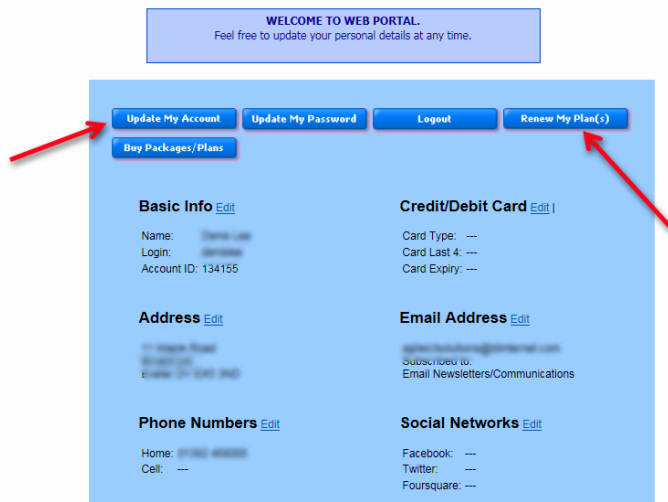 WELCOME TO WEB PORTAL.
Feel free to update your personal details at any time.
Update My Account
Update My Password
Logout
Renew My Plan(s)
Buy Packages/Plans
Basic Info Edit
Name:
Login:
Account ID: 134155
Credit/Debit Card Edit |
Card Type: ---
Card Last 4: ---
Card Expiry: ---
Address Edit
Email Address Edit
Subscribed to:
Email Newsletters/Communications
Phone Numbers Edit
Home:
Cell: ---
Social Networks Edit
Facebook: ---
Twitter: ---
Foursquare: ---